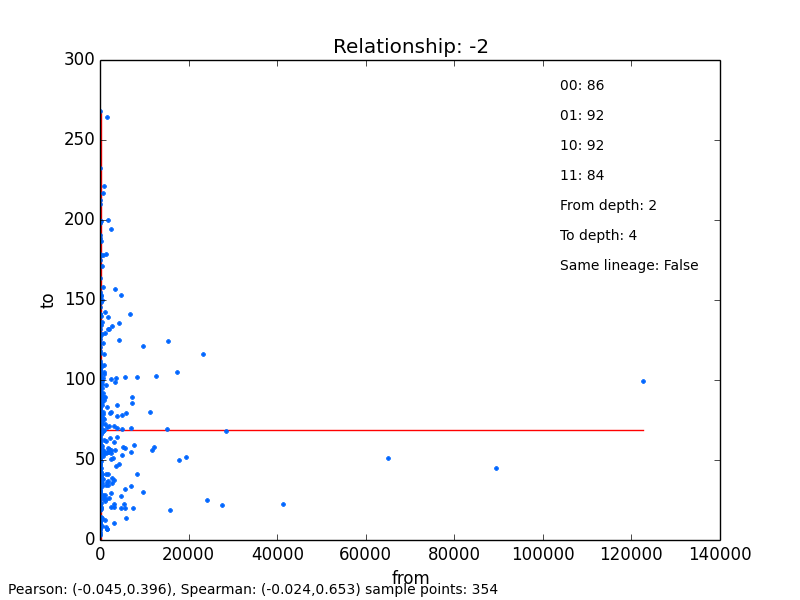 Relationship: -2
300
250
200
150
100
50
0
to
00: 86
01: 92
10: 92
11: 84
From depth: 2
To depth: 4
Same lineage: False
0 20000 40000 60000 80000 100000 120000 140000
from
Pearson: (-0.045,0.396), Spearman: (-0.024,0.653) sample points: 354